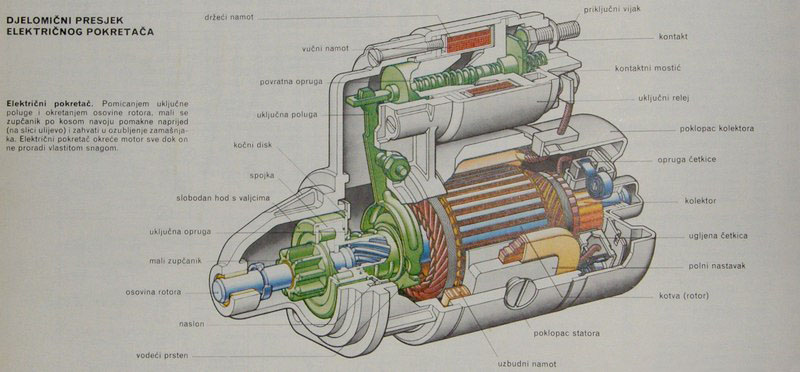 DJELOMIČNI PRESJEK
ELEKTRIČNOG POKRETAČA
Električni pokretač. Pomicanjem uključne
poluge i okretanjem osovine rotora, mali se
zupčanik po kosom navoju pomakne naprijed
(na slici ulijevo) i zahvati u ozubljenje zamašnja-
ka. Električni pokretač okreće motor sve dok on
ne proradi vlastitom snagom.
držeći namot
vučni namot
povratna opruga
uključna poluga
kočni disk
spojka
slobodan hod s valjcima
uključna opruga
mali zupčanik
osovina rotora
naslon
vodeći prsten
priključni vijak
kontakt
kontaktni mostić
uključni relej
poklopac kolektora
opruga četkice
kolektor
ugljena četkica
polni nastavak
kotva (rotor)
poklopac statora
uzbudni namot